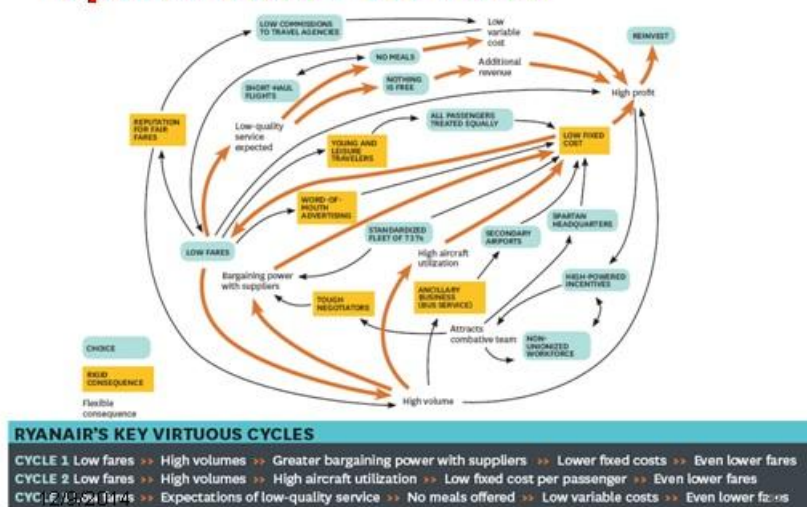 LOW COMMISSIONS
TO TRAVEL AGENCIES
Low
variable
cost
REINVEST
NO MEALS
Additional
revenue
SHORT-HAUL
FLIGHTS
NOTHING
IS FREE
High profit
REPUTATION
FOR FAIR
FARES
Low-quality
service
expected
ALL PASSENGERS
TREATED EQUALLY
YOUNG AND
LEISURE
TRAVELERS
LOW FIXED
COST
WORD-OF-
MOUTH
ADVERTISING
STANDARDIZED
FLEET OF 737s
SECONDARY
AIRPORTS
SPARTAN
HEADQUARTERS
LOW FARES
High aircraft
utilization
Bargaining power
with suppliers
HIGH-POWERED
INCENTIVES
TOUGH
NEGOTIATORS
ANCILLARY
BUSINESS
(BUS SERVICE)
Attracts
combative team
NON-
UNIONIZED
WORKFORCE
CHOICE
RIGID
CONSEQUENCE
Flexible
consequence
High volume
RYANAIR'S KEY VIRTUOUS CYCLES
CYCLE 1 Low fares >> High volumes >> Greater bargaining power with suppliers >> Lower fixed costs >> Even lower fares
CYCLE 2 Low fares >> High volumes >> High aircraft utilization >> Low fixed cost per passenger >> Even lower fares
>> Expectations of low-quality service >> No meals offered >> Low variable costs >> Even lower fares
12/9/2014